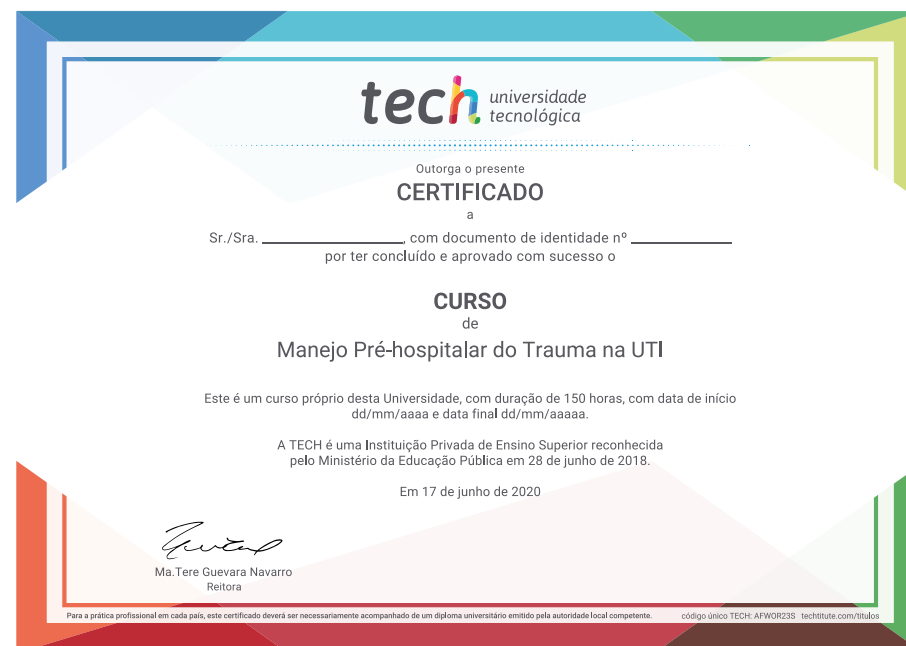 tech universidade
tecnológica
Outorga o presente
CERTIFICADO
a
Sr./Sra. ____________, com documento de identidade nº ____________
por ter concluído e aprovado com sucesso o
CURSO
de
Manejo Pré-hospitalar do Trauma na UTI
Este é um curso próprio desta Universidade, com duração de 150 horas, com data de início
dd/mm/aaaa e data final dd/mm/aaaaa.
A TECH é uma Instituição Privada de Ensino Superior reconhecida
pelo Ministério da Educação Pública em 28 de junho de 2018.
Em 17 de junho de 2020
Ma.Tere Guevara Navarro
Reitora
Para a prática profissional em cada país, este certificado deverá ser necessariamente acompanhado de um diploma universitário emitido pela autoridade local competente. código único TECH: AFWOR23S techtitute.com/títulos